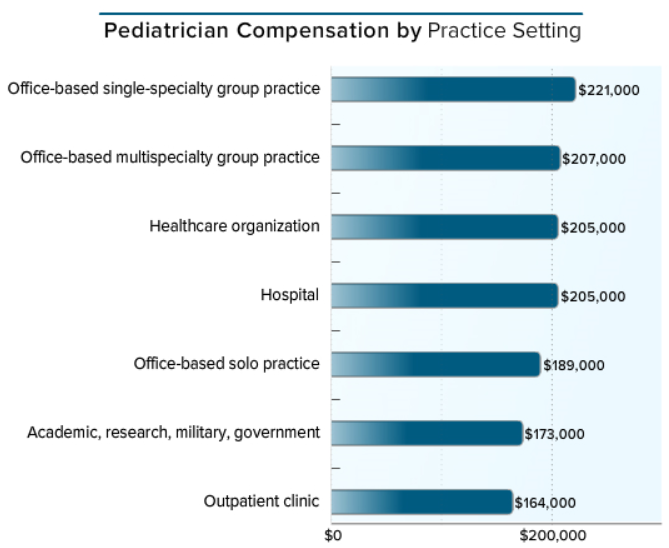 Pediatrician Compensation by Practice Setting
Office-based single-specialty group practice $221,000
Office-based multispecialty group practice $207,000
Healthcare organization $205,000
Hospital $205,000
Office-based solo practice $189,000
Academic, research, military, government $173,000
Outpatient clinic $164,000
$0 $200,000